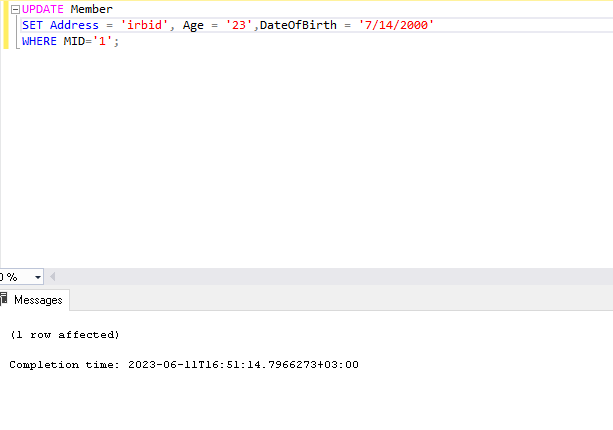 UPDATE Member
SET Address = 'irbid', Age = '23',DateOfBirth = '7/14/2000'
WHERE MID='1';
0 %
Messages
(1 row affected)
Completion time: 2023-06-11T16:51:14.7966273+03:00